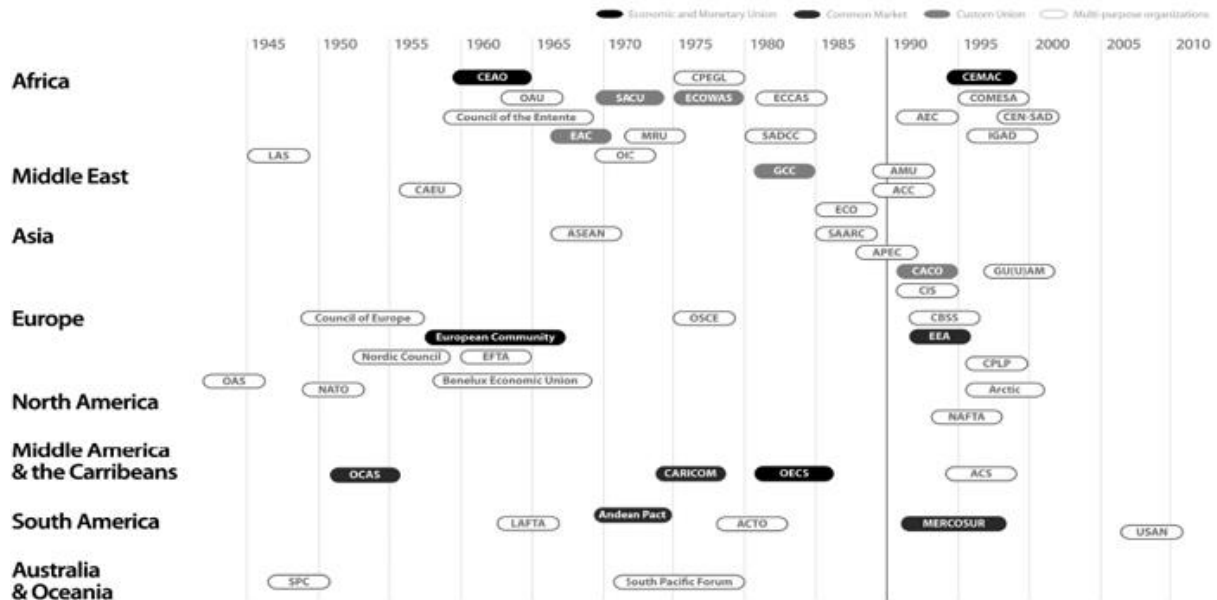 Economic and Monetary Union Common Market Custom Union Multi-purpose organizations
1945 1950 1955 1960 1965 1970 1975 1980 1985 1990 1995 2000 2005 2010
Africa CEAO CPEGL CEMAC
OAU SACU ECOWAS ECCAS COMESA
Council of the Entente AEC CEN-SAD
EAC MRU SADCC IGAD
LAS OIC
Middle East GCC AMU
CAEU ACC
ECO
Asia ASEAN SAARC
APEC
CACO GU(U)AM
CIS
Europe Council of Europe OSCE CBSS
European Community EEA
Nordic Council EFTA CPLP
OAS Benelux Economic Union
NATO Arctic
North America
NAFTA
Middle America
& the Carribeans OCAS CARICOM OECS ACS
Andean Pact
South America LAFTA ACTO MERCOSUR
USAN
Australia
& Oceania SPC South Pacific Forum